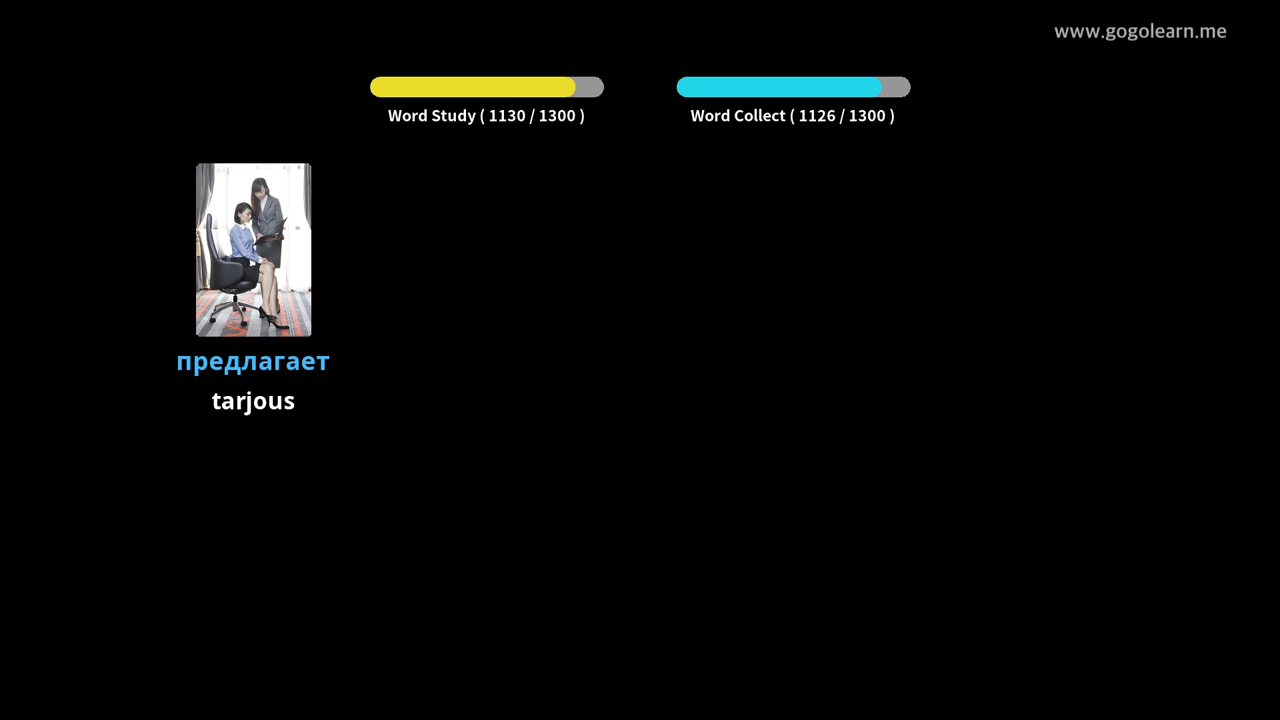 www.gogolearn.me
Word Study ( 1130 / 1300 )
Word Collect ( 1126 / 1300 )
предлагает
tarjous